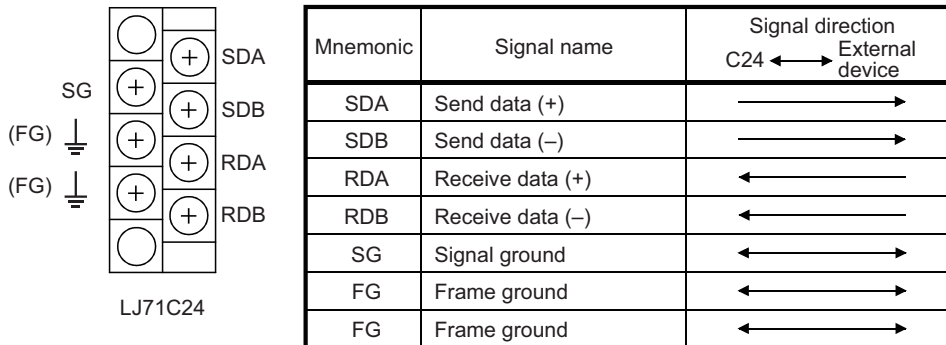 SDA
SG
SDB
(FG)
RDA
(FG)
RDB
LJ71C24
Mnemonic Signal name Signal direction
C24 External device
SDA Send data (+)
SDB Send data (–)
RDA Receive data (+)
RDB Receive data (–)
SG Signal ground
FG Frame ground
FG Frame ground